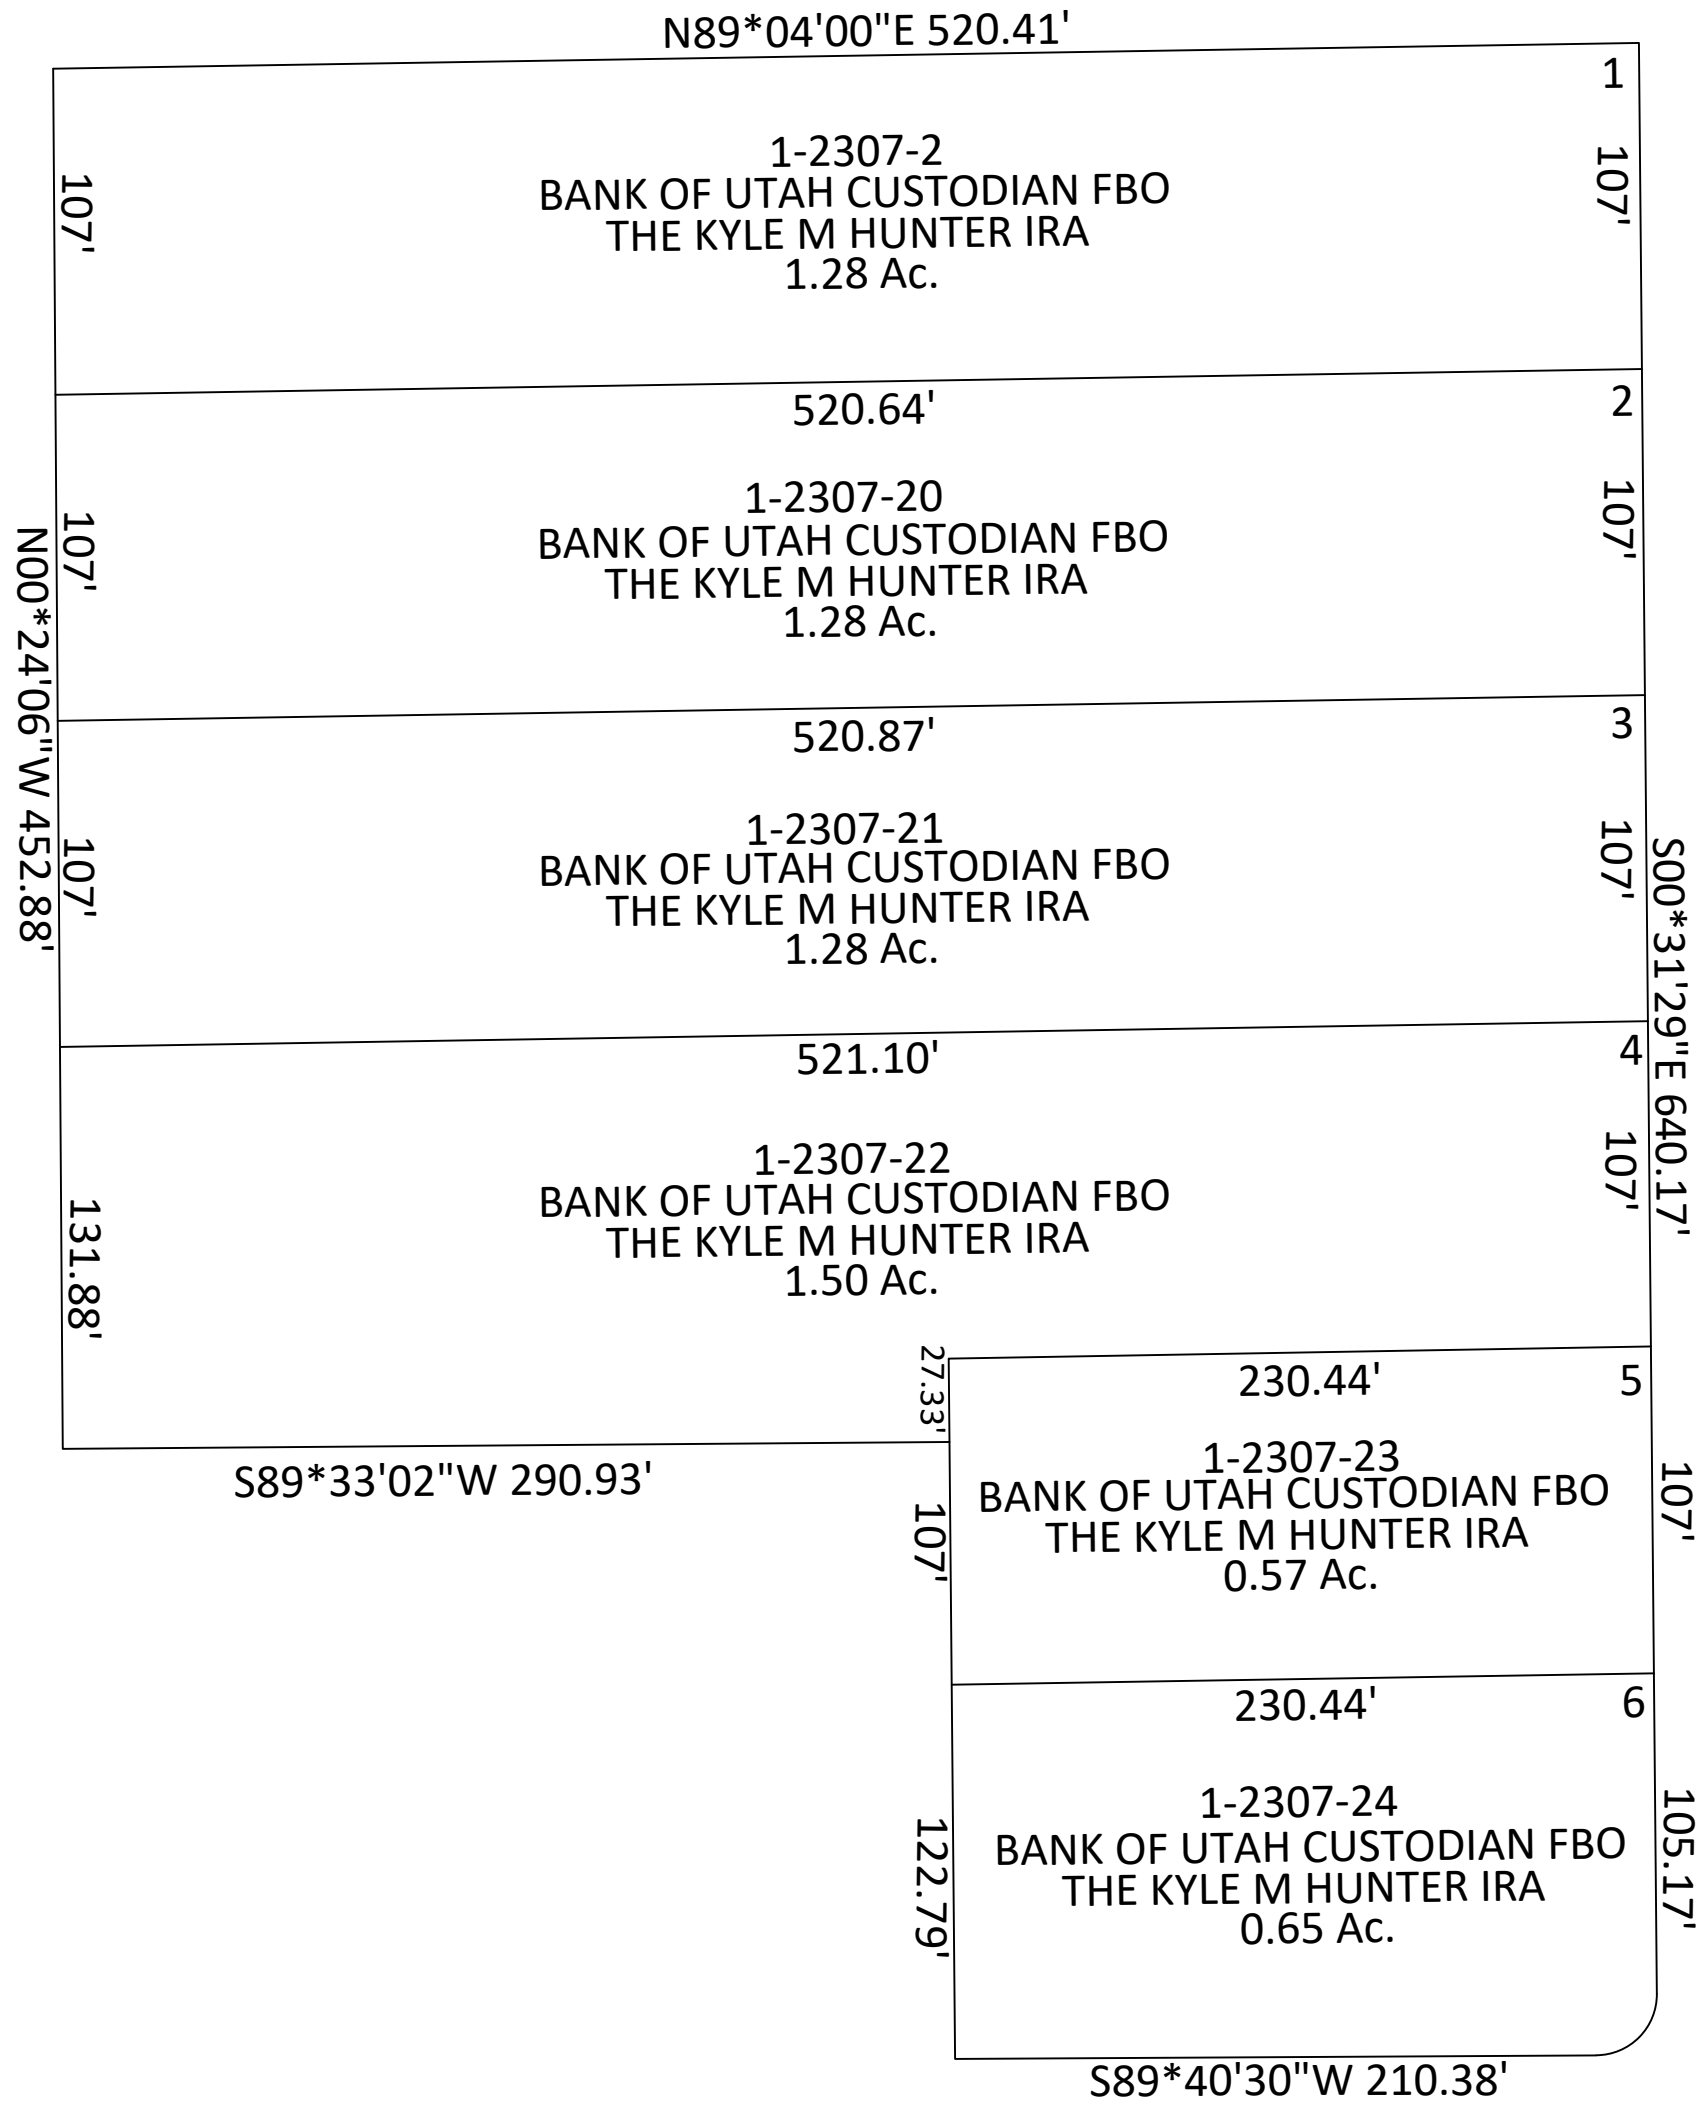 N89*04'00"E 520.41'
1
107'
1-2307-2
BANK OF UTAH CUSTODIAN FBO
THE KYLE M HUNTER IRA
1.28 Ac.
107'
520.64'
2
107'
1-2307-20
BANK OF UTAH CUSTODIAN FBO
THE KYLE M HUNTER IRA
1.28 Ac.
107'
N00*24'06"W 452.88'
520.87'
3
107'
1-2307-21
BANK OF UTAH CUSTODIAN FBO
THE KYLE M HUNTER IRA
1.28 Ac.
107'
S00*31'29"E 640.17'
521.10'
4
131.88'
1-2307-22
BANK OF UTAH CUSTODIAN FBO
THE KYLE M HUNTER IRA
1.50 Ac.
107'
27.33'
S89*33'02"W 290.93'
230.44'
5
107'
1-2307-23
BANK OF UTAH CUSTODIAN FBO
THE KYLE M HUNTER IRA
0.57 Ac.
107'
230.44'
6
122.79'
1-2307-24
BANK OF UTAH CUSTODIAN FBO
THE KYLE M HUNTER IRA
0.65 Ac.
105.17'
S89*40'30"W 210.38'